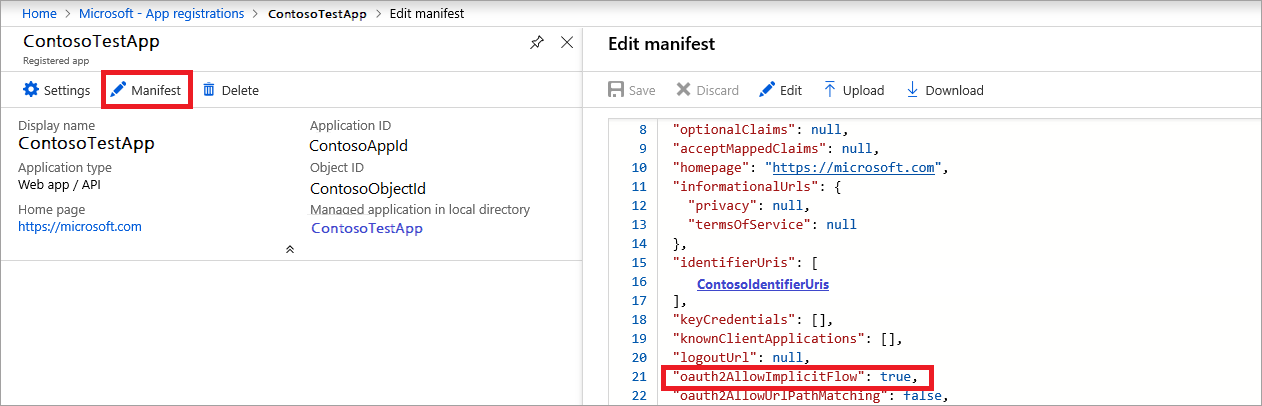 Home > Microsoft - App registrations > ContosoTestApp > Edit manifest
ContosoTestApp
Registered app
Settings Manifest Delete
Display name
ContosoTestApp
Application type
Web app / API
Home page
https://microsoft.com
Application ID
ContosoAppId
Object ID
ContosoObjectId
Managed application in local directory
ContosoTestApp
Edit manifest
Save Discard Edit Upload Download
8 "optionalClaims": null,
9 "acceptMappedClaims": null,
10 "homepage": "https://microsoft.com",
11 "informationalUrls": {
12 "privacy": null,
13 "termsOfService": null
14 },
15 "identifierUris": [
16 ContosoIdentifierUris
17 ],
18 "keyCredentials": [],
19 "knownClientApplications": [],
20 "logoutUrl": null,
21 "oauth2AllowImplicitFlow": true,
22 "oauth2AllowUrlPathMatching": false,